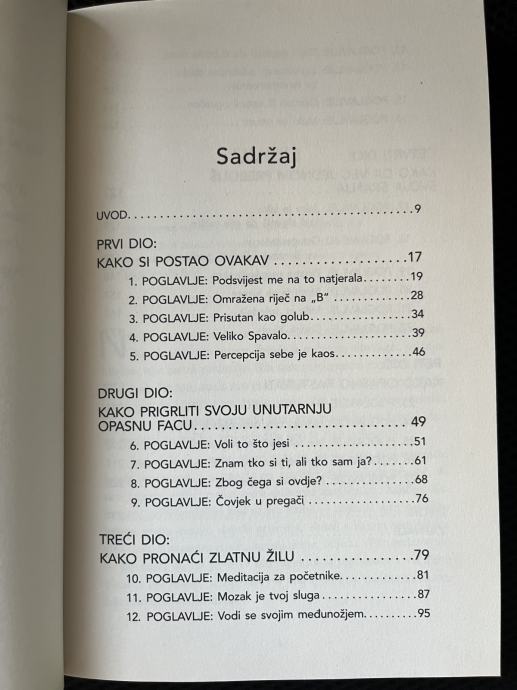 Sadržaj
UVOD. . . . . . . . . . . . . . . . . . . . . . . . . . . . . . . . . . . . . . . . .9
PRVI DIO:
KAKO SI POSTAO OVAKAV . . . . . . . . . . . . . . . . . . . 17
1. POGLAVLJE: Podsvijest me na to natjerala. . . . . . . .19
2. POGLAVLJE: Omražena riječ na „B" . . . . . . . . . . . . 28
3. POGLAVLJE: Prisutan kao golub. . . . . . . . . . . . . . . 34
4. POGLAVLJE: Veliko Spavalo. . . . . . . . . . . . . . . . . . 39
5. POGLAVLJE: Percepcija sebe je kaos. . . . . . . . . . . . 46
DRUGI DIO:
KAKO PRIGRLITI SVOJU UNUTARNJU
OPASNU FACU. . . . . . . . . . . . . . . . . . . . . . . . . . . . . . 49
6. POGLAVLJE: Voli to što jesi . . . . . . . . . . . . . . . . . .51
7. POGLAVLJE: Znam tko si ti, ali tko sam ja?. . . . . . .61
8. POGLAVLJE: Zbog čega si ovdje? . . . . . . . . . . . . . .68
9. POGLAVLJE: Čovjek u pregači . . . . . . . . . . . . . . . .76
TREĆI DIO:
KAKO PRONAĆI ZLATNU ŽILU . . . . . . . . . . . . . . . .79
10. POGLAVLJE: Meditacija za početnike. . . . . . . . . . .81
11. POGLAVLJE: Mozak je tvoj sluga . . . . . . . . . . . . . .87
12. POGLAVLJE: Vodi se svojim međunožjem. . . . . . . .95